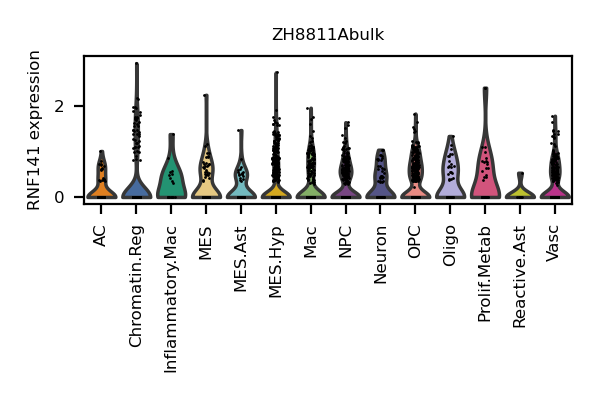 ZH8811Abulk
RNF141 expression
2
0
AC
Chromatin.Reg
Inflammatory.Mac
MES
MES.Ast
MES.Hyp
Mac
NPC
Neuron
OPC
Oligo
Prolif.Metab
Reactive.Ast
Vasc